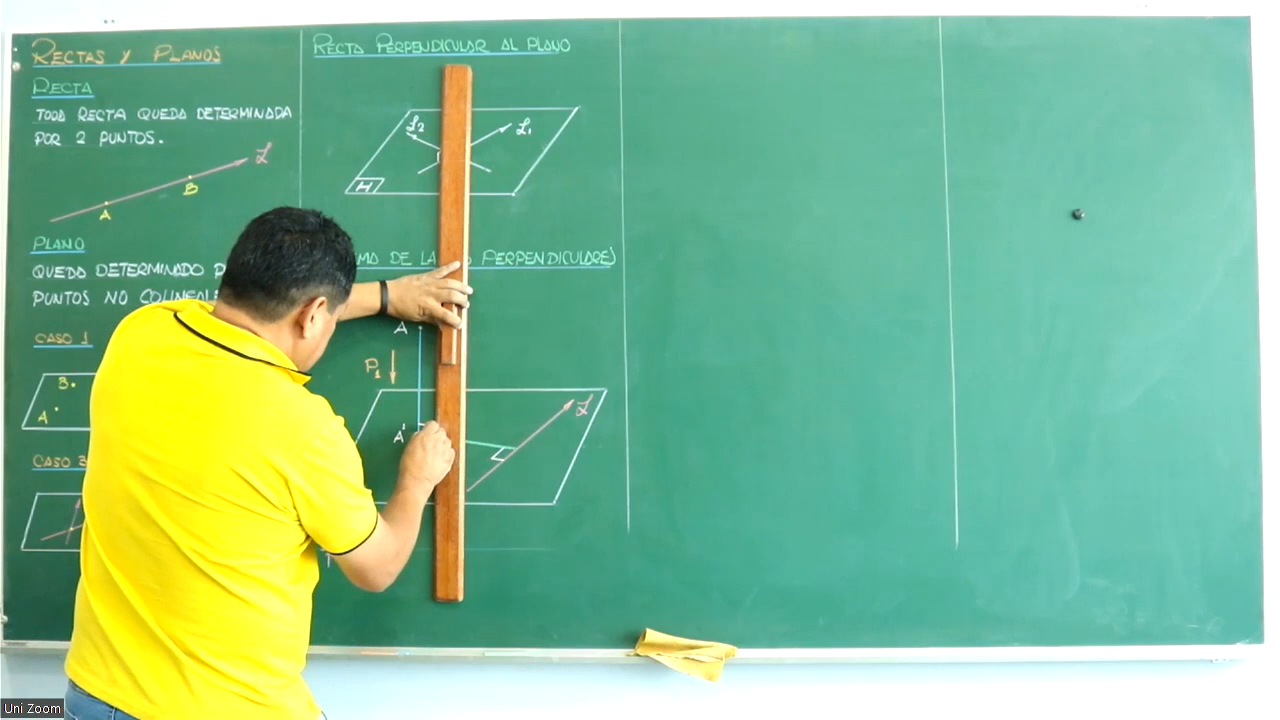 RECTAS Y PLANOS
RECTA
TODA RECTA QUEDA DETERMINADA
POR 2 PUNTOS.
A
B
L
PLANO
QUEDA DETERMINADO
PUNTOS NO
CASO 1
B
A
CASO 3
RECTA PERPENDICULAR AL PLANO
L2
L1
H
DE PERPENDICULARES)
A
P1
A'
L
Uni Zoom